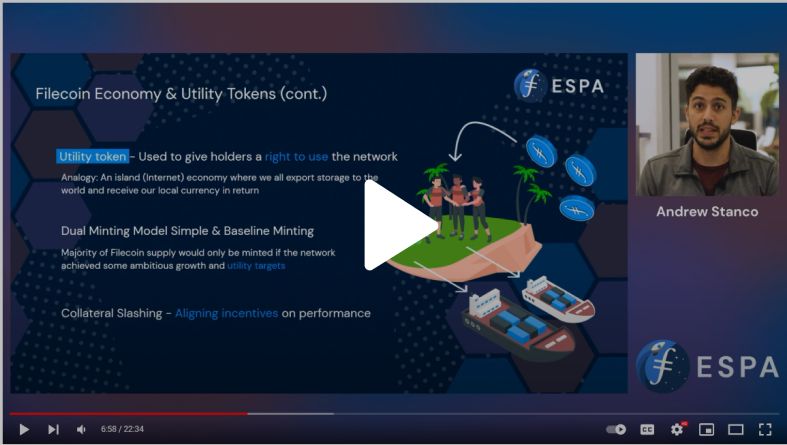 Filecoin Economy & Utility Tokens (cont.)
ESPA
Utility token - Used to give holders a right to use the network
Analogy: An island (Internet) economy where we all export storage to the
world and receive our local currency in return
Dual Minting Model Simple & Baseline Minting
Majority of Filecoin supply would only be minted if the network
achieved some ambitious growth and utility targets
Collateral Slashing - Aligning incentives on performance
Andrew Stanco
ESPA
6:58 / 22:34
CC